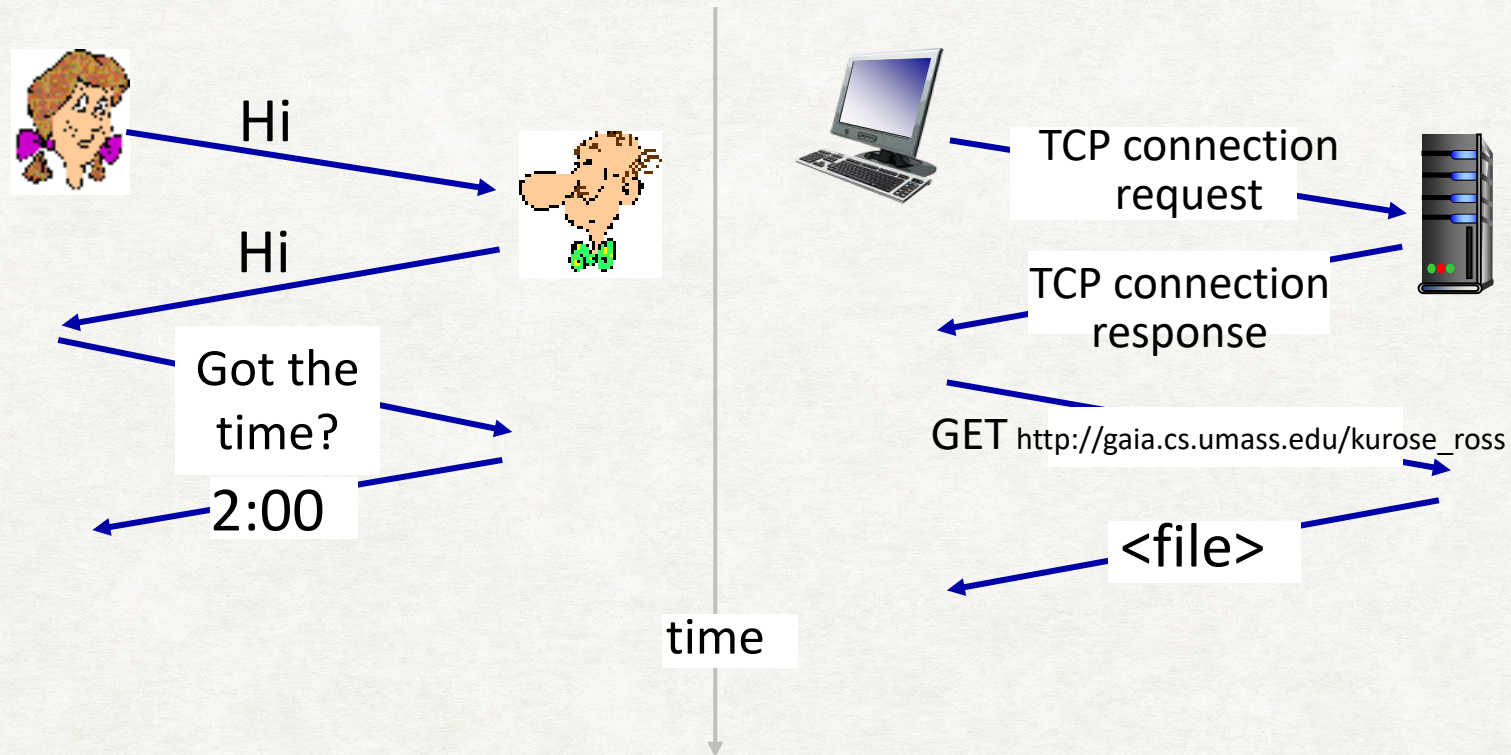 Hi
Hi
Got the
time?
2:00
time
TCP connection
request
TCP connection
response
GET http://gaia.cs.umass.edu/kurose_ross
<file>